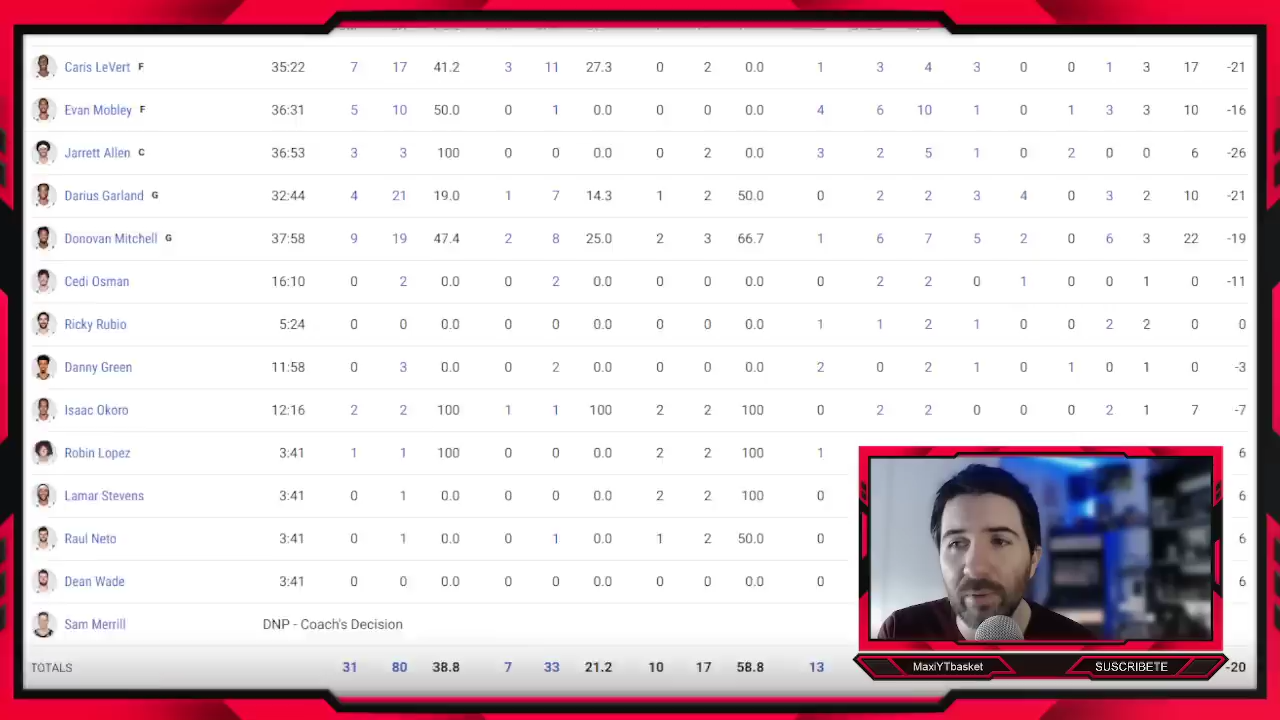 Caris LeVert F 35:22 7 17 41.2 3 11 27.3 0 2 0.0 1 3 4 3 0 0 1 3 17 -21
Evan Mobley F 36:31 5 10 50.0 0 1 0.0 0 0 0.0 4 6 10 1 0 1 3 3 10 -16
Jarrett Allen C 36:53 3 3 100 0 0 0.0 0 2 0.0 3 2 5 1 0 2 0 0 6 -26
Darius Garland G 32:44 4 21 19.0 1 7 14.3 1 2 50.0 0 2 2 3 4 0 3 2 10 -21
Donovan Mitchell G 37:58 9 19 47.4 2 8 25.0 2 3 66.7 1 6 7 5 2 0 6 3 22 -19
Cedi Osman 16:10 0 2 0.0 0 2 0.0 0 0 0.0 0 2 2 0 1 0 0 1 0 -11
Ricky Rubio 5:24 0 0 0.0 0 0 0.0 0 0 0.0 1 1 2 1 0 0 2 2 0 0
Danny Green 11:58 0 3 0.0 0 2 0.0 0 0 0.0 2 0 2 1 0 1 0 1 0 -3
Isaac Okoro 12:16 2 2 100 1 1 100 2 2 100 0 2 2 0 0 0 2 1 7 -7
Robin Lopez 3:41 1 1 100 0 0 0.0 2 2 100 1 6
Lamar Stevens 3:41 0 1 0.0 0 0 0.0 2 2 100 0 6
Raul Neto 3:41 0 1 0.0 0 1 0.0 1 2 50.0 0 6
Dean Wade 3:41 0 0 0.0 0 0 0.0 0 0 0.0 0 6
Sam Merrill DNP - Coach's Decision
TOTALS 31 80 38.8 7 33 21.2 10 17 58.8 13 -20
MaxiYTbasket
SUSCRIBETE